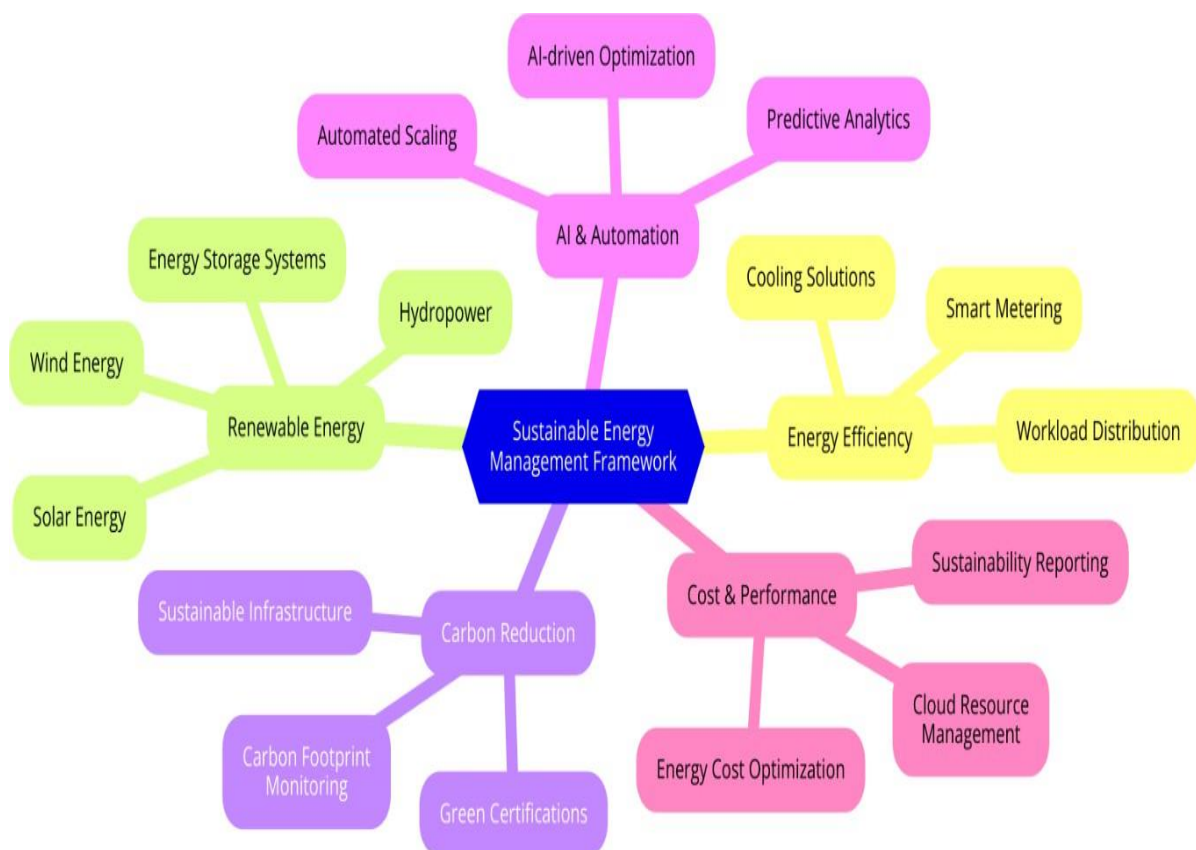 AI-driven Optimization
Automated Scaling
Predictive Analytics
AI & Automation
Energy Storage Systems
Hydropower
Wind Energy
Renewable Energy
Solar Energy
Sustainable Energy
Management Framework
Cooling Solutions
Smart Metering
Energy Efficiency
Workload Distribution
Sustainable Infrastructure
Carbon Reduction
Carbon Footprint
Monitoring
Green Certifications
Cost & Performance
Sustainability Reporting
Cloud Resource
Management
Energy Cost Optimization